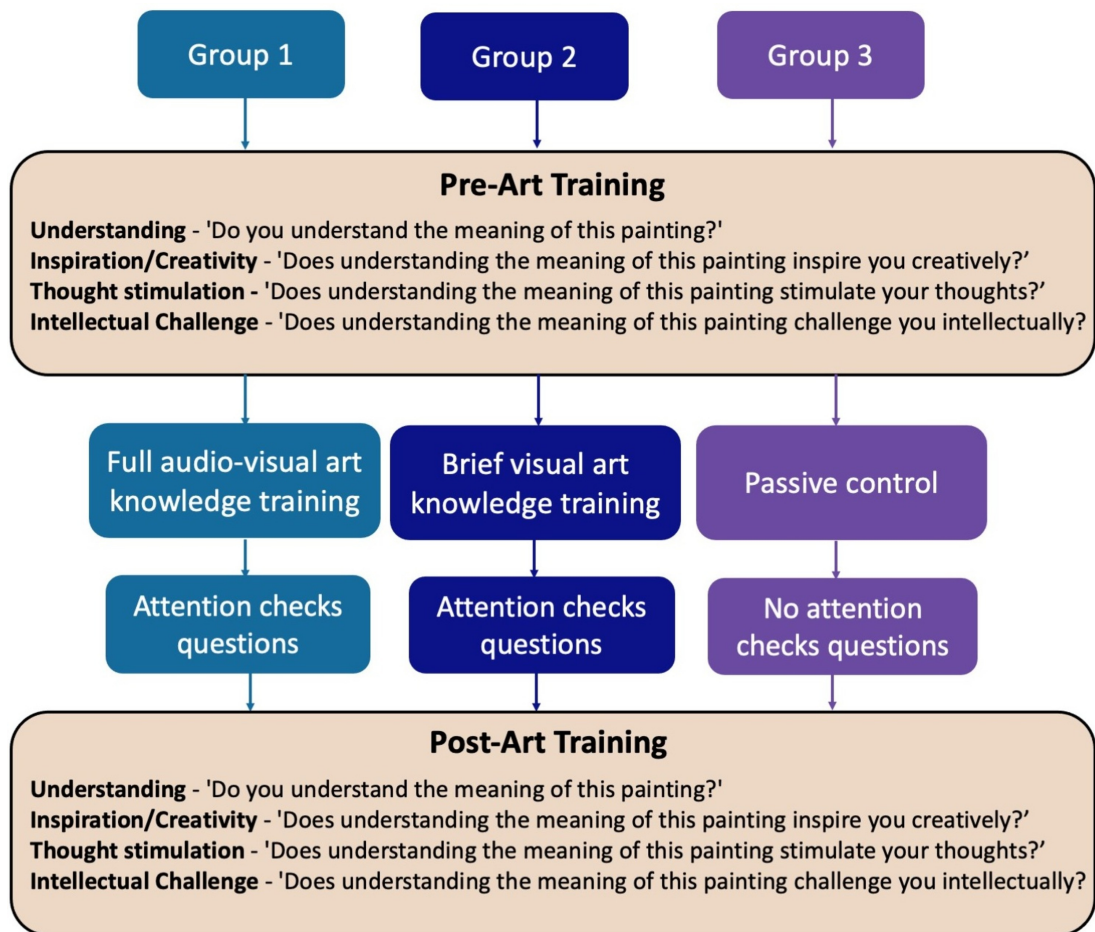 Group 1
Group 2
Group 3
Pre-Art Training
Understanding - 'Do you understand the meaning of this painting?'
Inspiration/Creativity - 'Does understanding the meaning of this painting inspire you creatively?’
Thought stimulation - 'Does understanding the meaning of this painting stimulate your thoughts?’
Intellectual Challenge - 'Does understanding the meaning of this painting challenge you intellectually?
Full audio-visual art
knowledge training
Brief visual art
knowledge training
Passive control
Attention checks
questions
Attention checks
questions
No attention
checks questions
Post-Art Training
Understanding - 'Do you understand the meaning of this painting?'
Inspiration/Creativity - 'Does understanding the meaning of this painting inspire you creatively?’
Thought stimulation - 'Does understanding the meaning of this painting stimulate your thoughts?’
Intellectual Challenge - 'Does understanding the meaning of this painting challenge you intellectually?